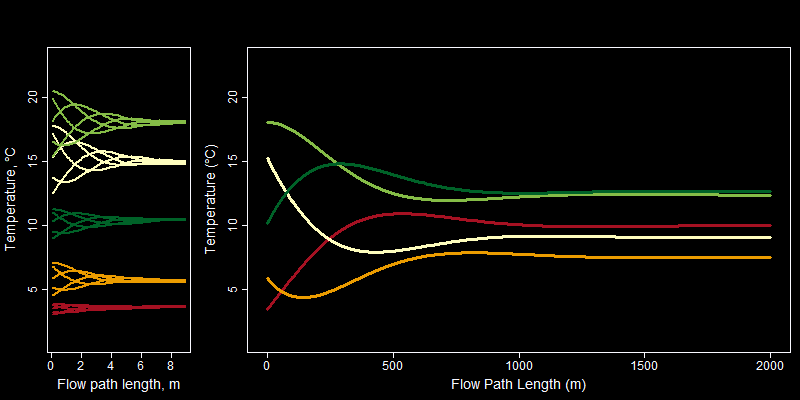 Temperature, °C
20
15
10
5
0 2 4 6 8
Flow path length, m
Temperature (°C)
20
15
10
5
0 500 1000 1500 2000
Flow Path Length (m)